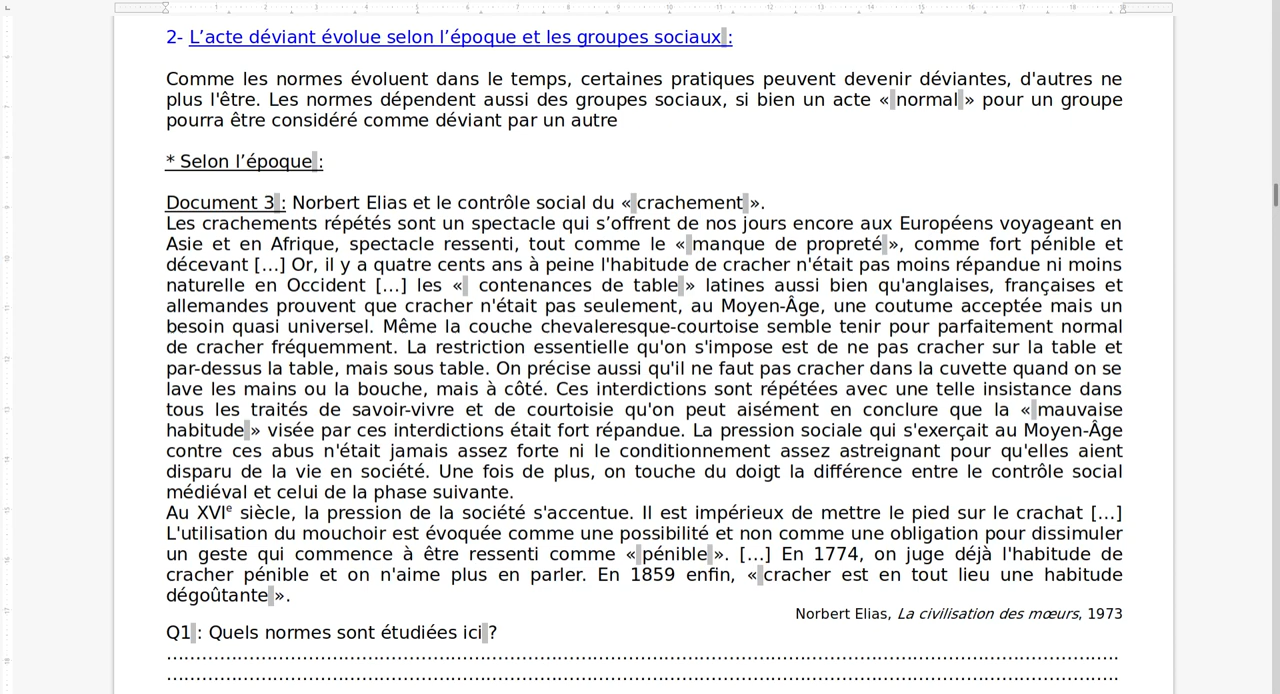 2- L’acte déviant évolue selon l’époque et les groupes sociaux :
Comme les normes évoluent dans le temps, certaines pratiques peuvent devenir déviantes, d'autres ne
plus l'être. Les normes dépendent aussi des groupes sociaux, si bien un acte « normal » pour un groupe
pourra être considéré comme déviant par un autre
* Selon l’époque :
Document 3 : Norbert Elias et le contrôle social du « crachement ».
Les crachements répétés sont un spectacle qui s’offrent de nos jours encore aux Européens voyageant en
Asie et en Afrique, spectacle ressenti, tout comme le « manque de propreté », comme fort pénible et
décevant [...] Or, il y a quatre cents ans à peine l'habitude de cracher n'était pas moins répandue ni moins
naturelle en Occident [...] les « contenances de table » latines aussi bien qu'anglaises, françaises et
allemandes prouvent que cracher n'était pas seulement, au Moyen-Âge, une coutume acceptée mais un
besoin quasi universel. Même la couche chevaleresque-courtoise semble tenir pour parfaitement normal
de cracher fréquemment. La restriction essentielle qu'on s'impose est de ne pas cracher sur la table et
par-dessus la table, mais sous table. On précise aussi qu'il ne faut pas cracher dans la cuvette quand on se
lave les mains ou la bouche, mais à côté. Ces interdictions sont répétées avec une telle insistance dans
tous les traités de savoir-vivre et de courtoisie qu'on peut aisément en conclure que la « mauvaise
habitude » visée par ces interdictions était fort répandue. La pression sociale qui s'exerçait au Moyen-Âge
contre ces abus n'était jamais assez forte ni le conditionnement assez astreignant pour qu'elles aient
disparu de la vie en société. Une fois de plus, on touche du doigt la différence entre le contrôle social
médiéval et celui de la phase suivante.
Au XVIe siècle, la pression de la société s'accentue. Il est impérieux de mettre le pied sur le crachat [...]
L'utilisation du mouchoir est évoquée comme une possibilité et non comme une obligation pour dissimuler
un geste qui commence à être ressenti comme « pénible ». [...] En 1774, on juge déjà l'habitude de
cracher pénible et on n'aime plus en parler. En 1859 enfin, « cracher est en tout lieu une habitude
dégoûtante ».
Norbert Elias, La civilisation des mœurs, 1973
Q1 : Quels normes sont étudiées ici ?